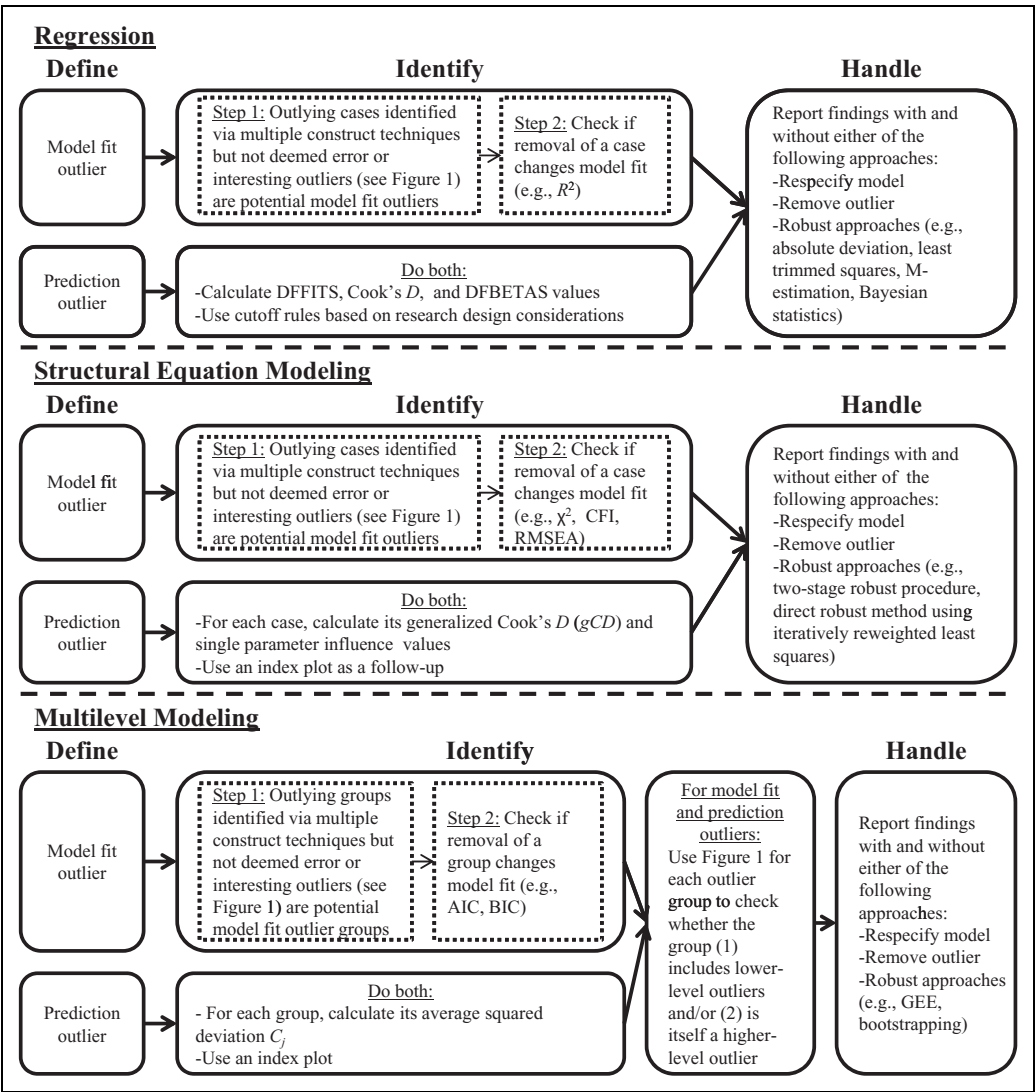 Regression
Define
Identify
Handle
Model fit
outlier
Step 1: Outlying cases identified
via multiple construct techniques
but not deemed error or
interesting outliers (see Figure 1)
are potential model fit outliers
Step 2: Check if
removal of a case
changes model fit
(e.g., R²)
Prediction
outlier
Do both:
-Calculate DFFITS, Cook's D, and DFBETAS values
-Use cutoff rules based on research design considerations
Report findings with and
without either of the
following approaches:
-Respecify model
-Remove outlier
-Robust approaches (e.g.,
absolute deviation, least
trimmed squares, M-
estimation, Bayesian
statistics)
Structural Equation Modeling
Define
Identify
Handle
Model fit
outlier
Step 1: Outlying cases identified
via multiple construct techniques
but not deemed error or
interesting outliers (see Figure 1)
are potential model fit outliers
Step 2: Check if
removal of a case
changes model fit
(e.g., χ², CFI,
RMSEA)
Prediction
outlier
Do both:
-For each case, calculate its generalized Cook's D (gCD) and
single parameter influence values
-Use an index plot as a follow-up
Report findings with and
without either of the
following approaches:
-Respecify model
-Remove outlier
-Robust approaches (e.g.,
two-stage robust procedure,
direct robust method using
iteratively reweighted least
squares)
Multilevel Modeling
Define
Identify
Handle
Model fit
outlier
Step 1: Outlying groups
identified via multiple
construct techniques but
not deemed error or
interesting outliers (see
Figure 1) are potential
model fit outlier groups
Step 2: Check if
removal of a
group changes
model fit (e.g.,
AIC, BIC)
Prediction
outlier
Do both:
- For each group, calculate its average squared
deviation Cj
-Use an index plot
For model fit
and prediction
outliers:
Use Figure 1 for
each outlier
group to check
whether the
group (1)
includes lower-
level outliers
and/or (2) is
itself a higher-
level outlier
Report findings
with and without
either of the
following
approaches:
-Respecify model
-Remove outlier
-Robust approaches
(e.g., GEE,
bootstrapping)